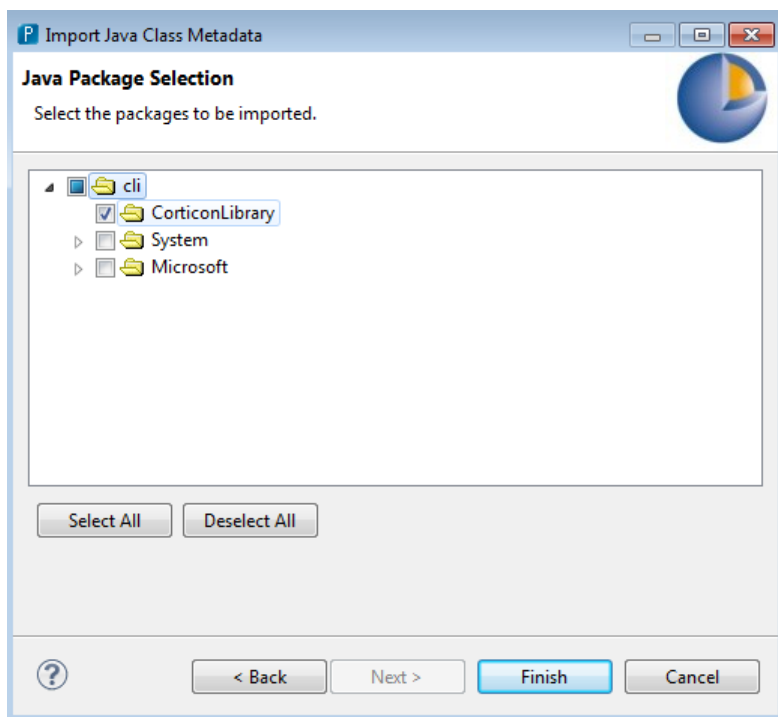 P Import Java Class Metadata
Java Package Selection
Select the packages to be imported.
cli
CorticonLibrary
System
Microsoft
Select All Deselect All
? < Back Next > Finish Cancel